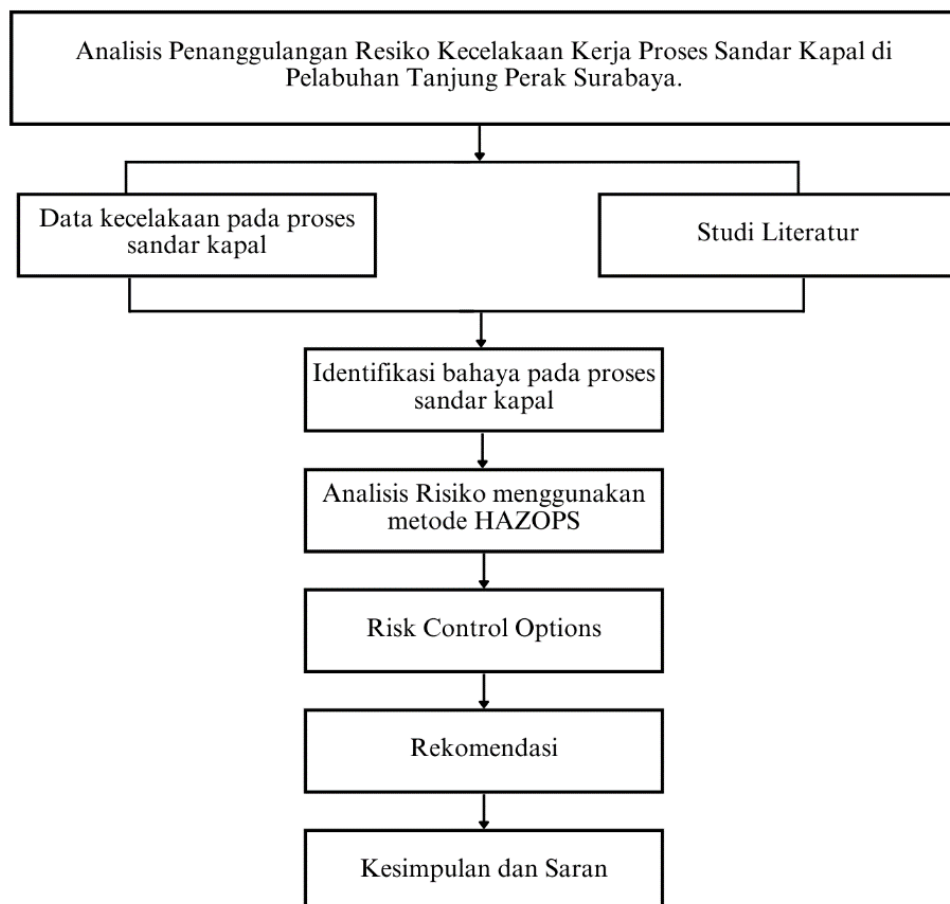 Analisis Penanggulangan Resiko Kecelakaan Kerja Proses Sandar Kapal di
Pelabuhan Tanjung Perak Surabaya.
Data kecelakaan pada proses
sandar kapal
Studi Literatur
Identifikasi bahaya pada proses
sandar kapal
Analisis Risiko menggunakan
metode HAZOPS
Risk Control Options
Rekomendasi
Kesimpulan dan Saran